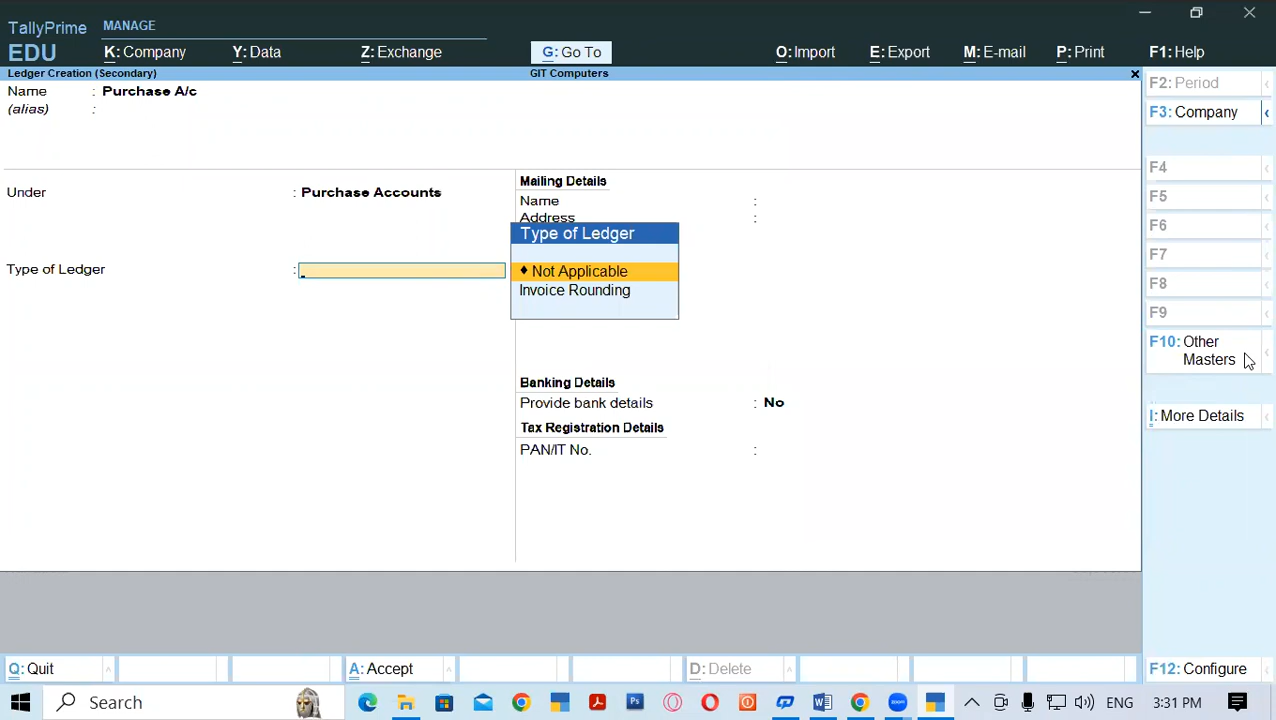 TallyPrime
EDU
MANAGE
K: Company
Y: Data
Z: Exchange
G: Go To
O: Import
E: Export
M: E-mail
P: Print
F1: Help
Ledger Creation (Secondary)
GIT Computers
Name : Purchase A/c
(alias) :
Under : Purchase Accounts
Type of Ledger :
Mailing Details
Name :
Address :
Type of Ledger
♦ Not Applicable
Invoice Rounding
Banking Details
Provide bank details : No
Tax Registration Details
PAN/IT No. :
F2: Period
F3: Company
F4
F5
F6
F7
F8
F9
F10: Other
Masters
I: More Details
Q: Quit
A: Accept
D: Delete
F12: Configure
Search
ENG
3:31 PM